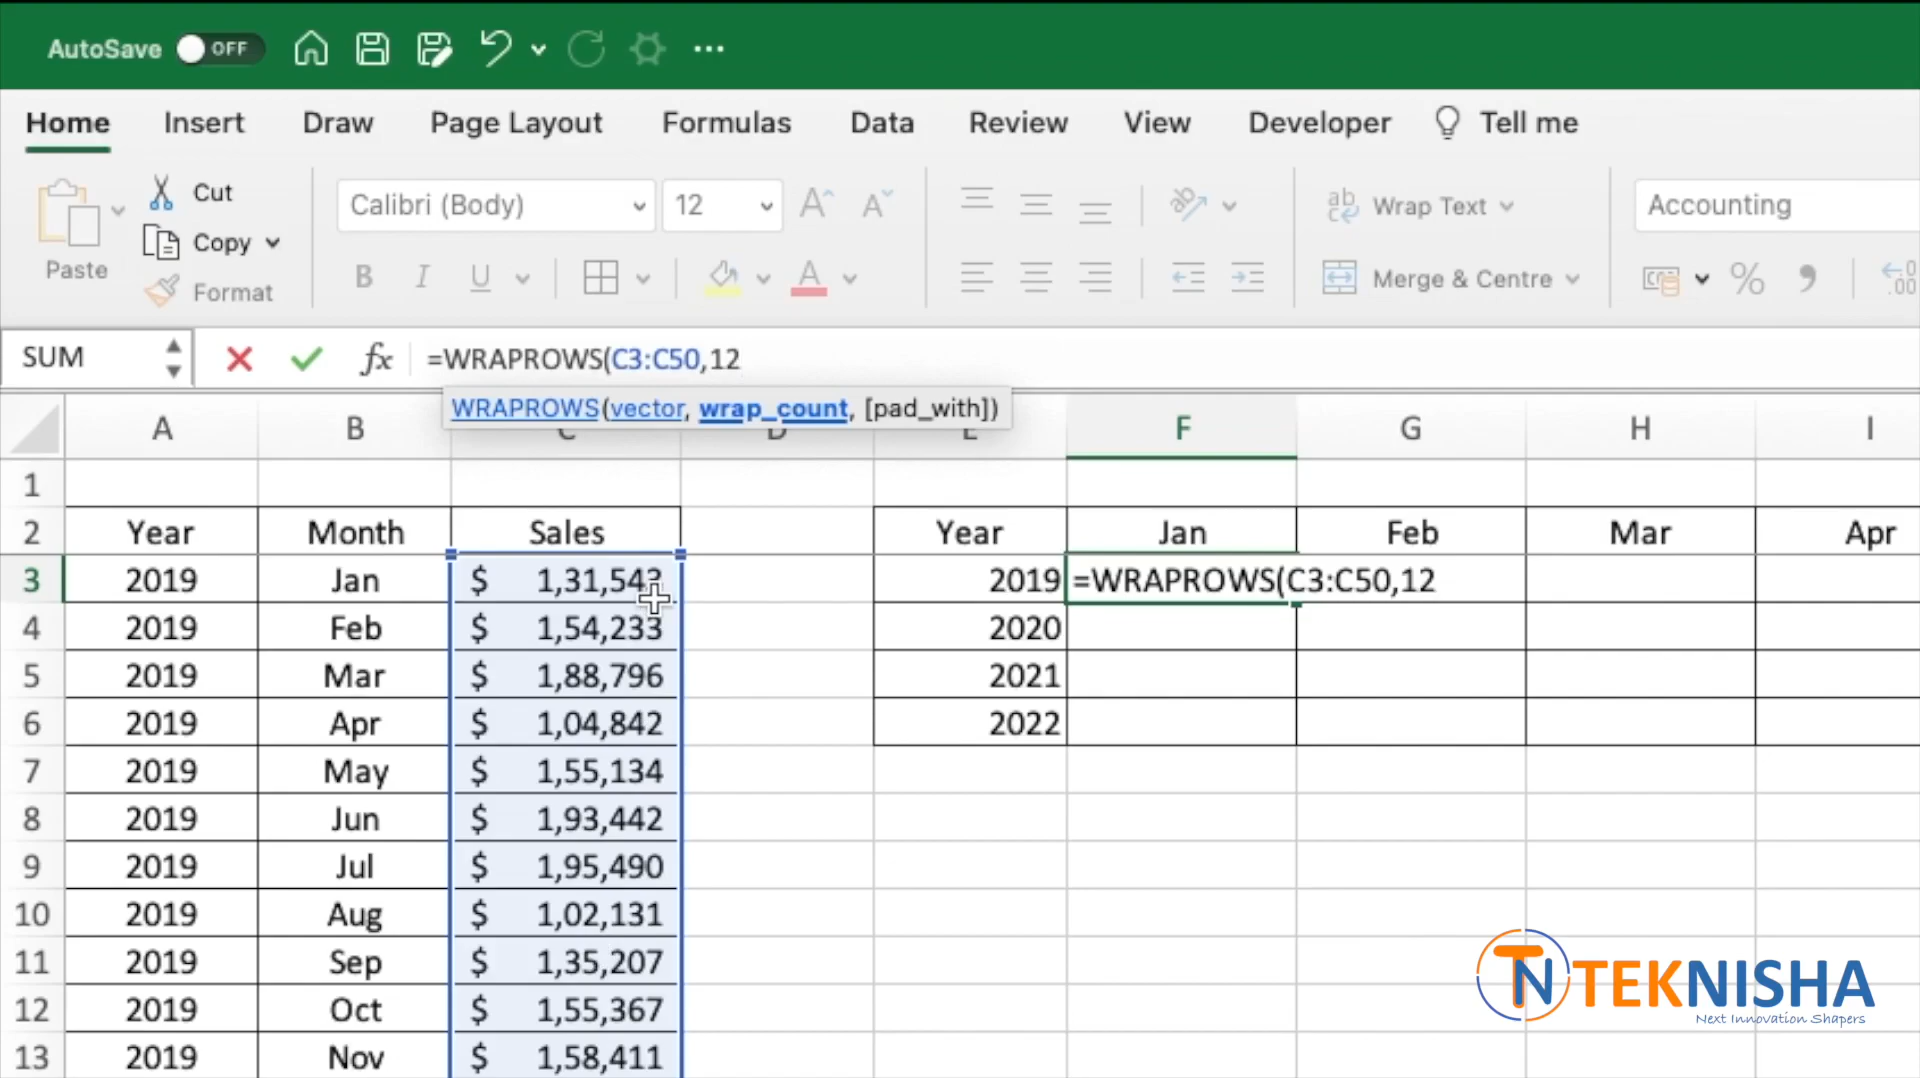 AutoSave OFF
Home Insert Draw Page Layout Formulas Data Review View Developer Tell me
Cut
Copy
Paste
Format
Calibri (Body) 12
B I U
Wrap Text
Merge & Centre
Accounting
SUM fx =WRAPROWS(C3:C50,12
WRAPROWS(vector, wrap_count, [pad_with])
A B C D E F G H I
1
2 Year Month Sales Year Jan Feb Mar Apr
3 2019 Jan $ 1,31,543 2019 =WRAPROWS(C3:C50,12
4 2019 Feb $ 1,54,233 2020
5 2019 Mar $ 1,88,796 2021
6 2019 Apr $ 1,04,842 2022
7 2019 May $ 1,55,134
8 2019 Jun $ 1,93,442
9 2019 Jul $ 1,95,490
10 2019 Aug $ 1,02,131
11 2019 Sep $ 1,35,207
12 2019 Oct $ 1,55,367
13 2019 Nov $ 1,58,411
TN TEKNISHA
Next Innovation Shapers